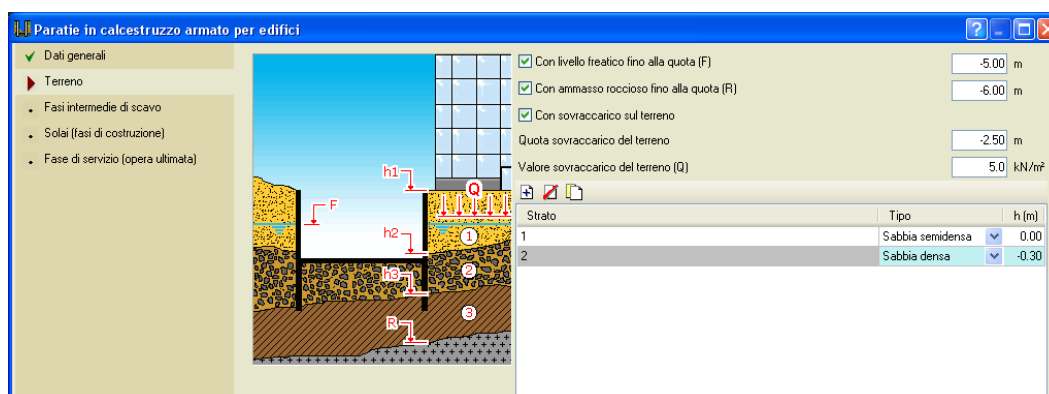 Paratie in calcestruzzo armato per edifici
Dati generali
Terreno
Fasi intermedie di scavo
Solai (fasi di costruzione)
Fase di servizio (opera ultimata)
h1
Q
F
h2
1
2
h3
3
R
Con livello freatico fino alla quota (F) -5.00 m
Con ammasso roccioso fino alla quota (R) -6.00 m
Con sovraccarico sul terreno
Quota sovraccarico del terreno -2.50 m
Valore sovraccarico del terreno (Q) 5.0 kN/m²
Strato Tipo h (m)
1 Sabbia semidensa 0.00
2 Sabbia densa -0.30